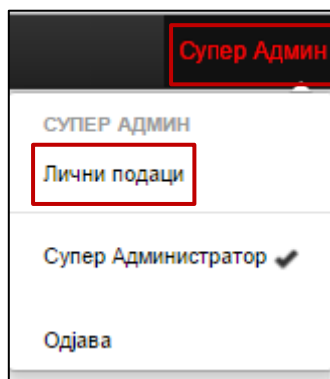 Супер Админ
СУПЕР АДМИН
Лични подаци
Супер Администратор
Одјава